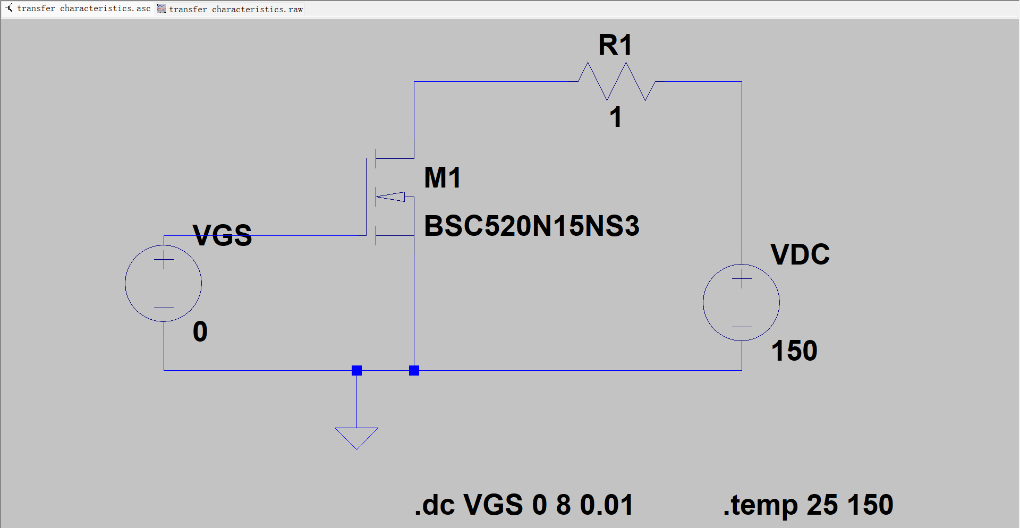 transfer characteristics.asc transfer characteristics.raw
R1
1
M1
BSC520N15NS3
VGS
0
VDC
150
.dc VGS 0 8 0.01 .temp 25 150